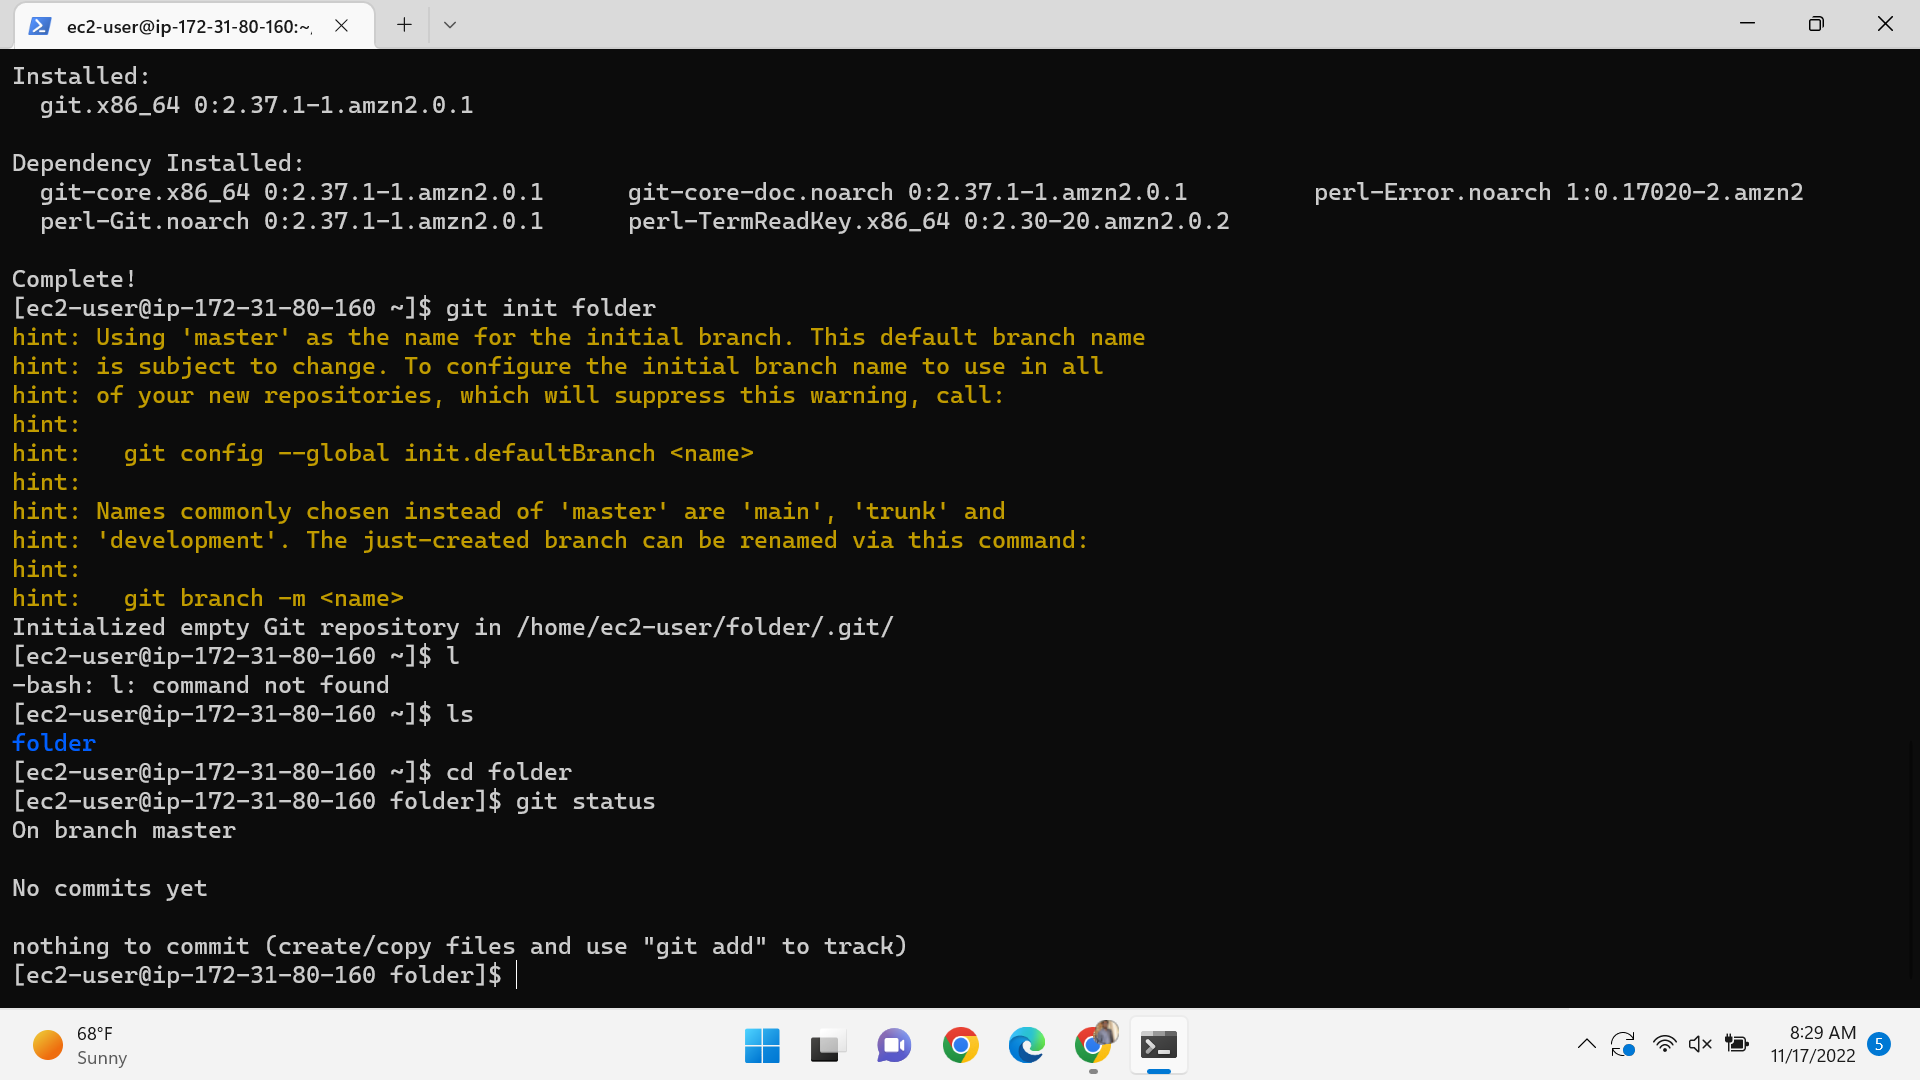 ec2-user@ip-172-31-80-160:~
Installed:
  git.x86_64 0:2.37.1-1.amzn2.0.1
Dependency Installed:
  git-core.x86_64 0:2.37.1-1.amzn2.0.1      git-core-doc.noarch 0:2.37.1-1.amzn2.0.1         perl-Error.noarch 1:0.17020-2.amzn2
  perl-Git.noarch 0:2.37.1-1.amzn2.0.1      perl-TermReadKey.x86_64 0:2.30-20.amzn2.0.2
Complete!
[ec2-user@ip-172-31-80-160 ~]$ git init folder
hint: Using 'master' as the name for the initial branch. This default branch name
hint: is subject to change. To configure the initial branch name to use in all
hint: of your new repositories, which will suppress this warning, call:
hint:
hint:   git config --global init.defaultBranch <name>
hint:
hint: Names commonly chosen instead of 'master' are 'main', 'trunk' and
hint: 'development'. The just-created branch can be renamed via this command:
hint:
hint:   git branch -m <name>
Initialized empty Git repository in /home/ec2-user/folder/.git/
[ec2-user@ip-172-31-80-160 ~]$ l
-bash: l: command not found
[ec2-user@ip-172-31-80-160 ~]$ ls
folder
[ec2-user@ip-172-31-80-160 ~]$ cd folder
[ec2-user@ip-172-31-80-160 folder]$ git status
On branch master
No commits yet
nothing to commit (create/copy files and use "git add" to track)
[ec2-user@ip-172-31-80-160 folder]$
68°F
Sunny
8:29 AM
11/17/2022
5